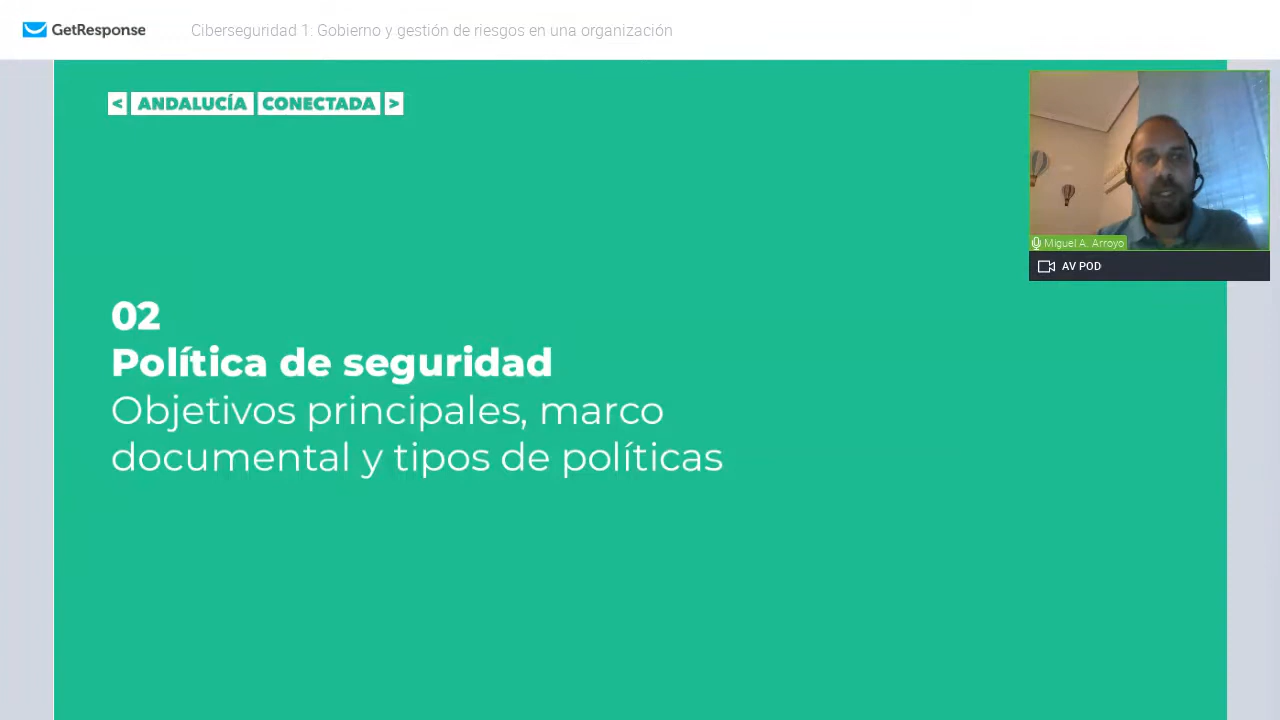 GetResponse
Ciberseguridad 1: Gobierno y gestión de riesgos en una organización
< ANDALUCÍA CONECTADA >
Miguel A. Arroyo
AV POD
02
Política de seguridad
Objetivos principales, marco
documental y tipos de políticas